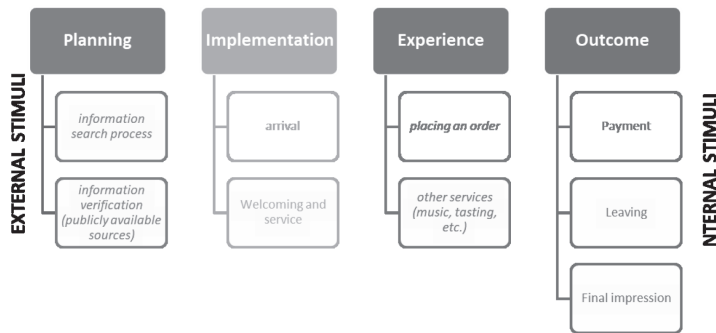 EXTERNAL STIMULI
Planning
information
search process
information
verification
(publicly available
sources)
Implementation
arrival
Welcoming and
service
Experience
placing an order
other services
(music, tasting,
etc.)
Outcome
Payment
Leaving
Final impression
NTERNAL STIMULI